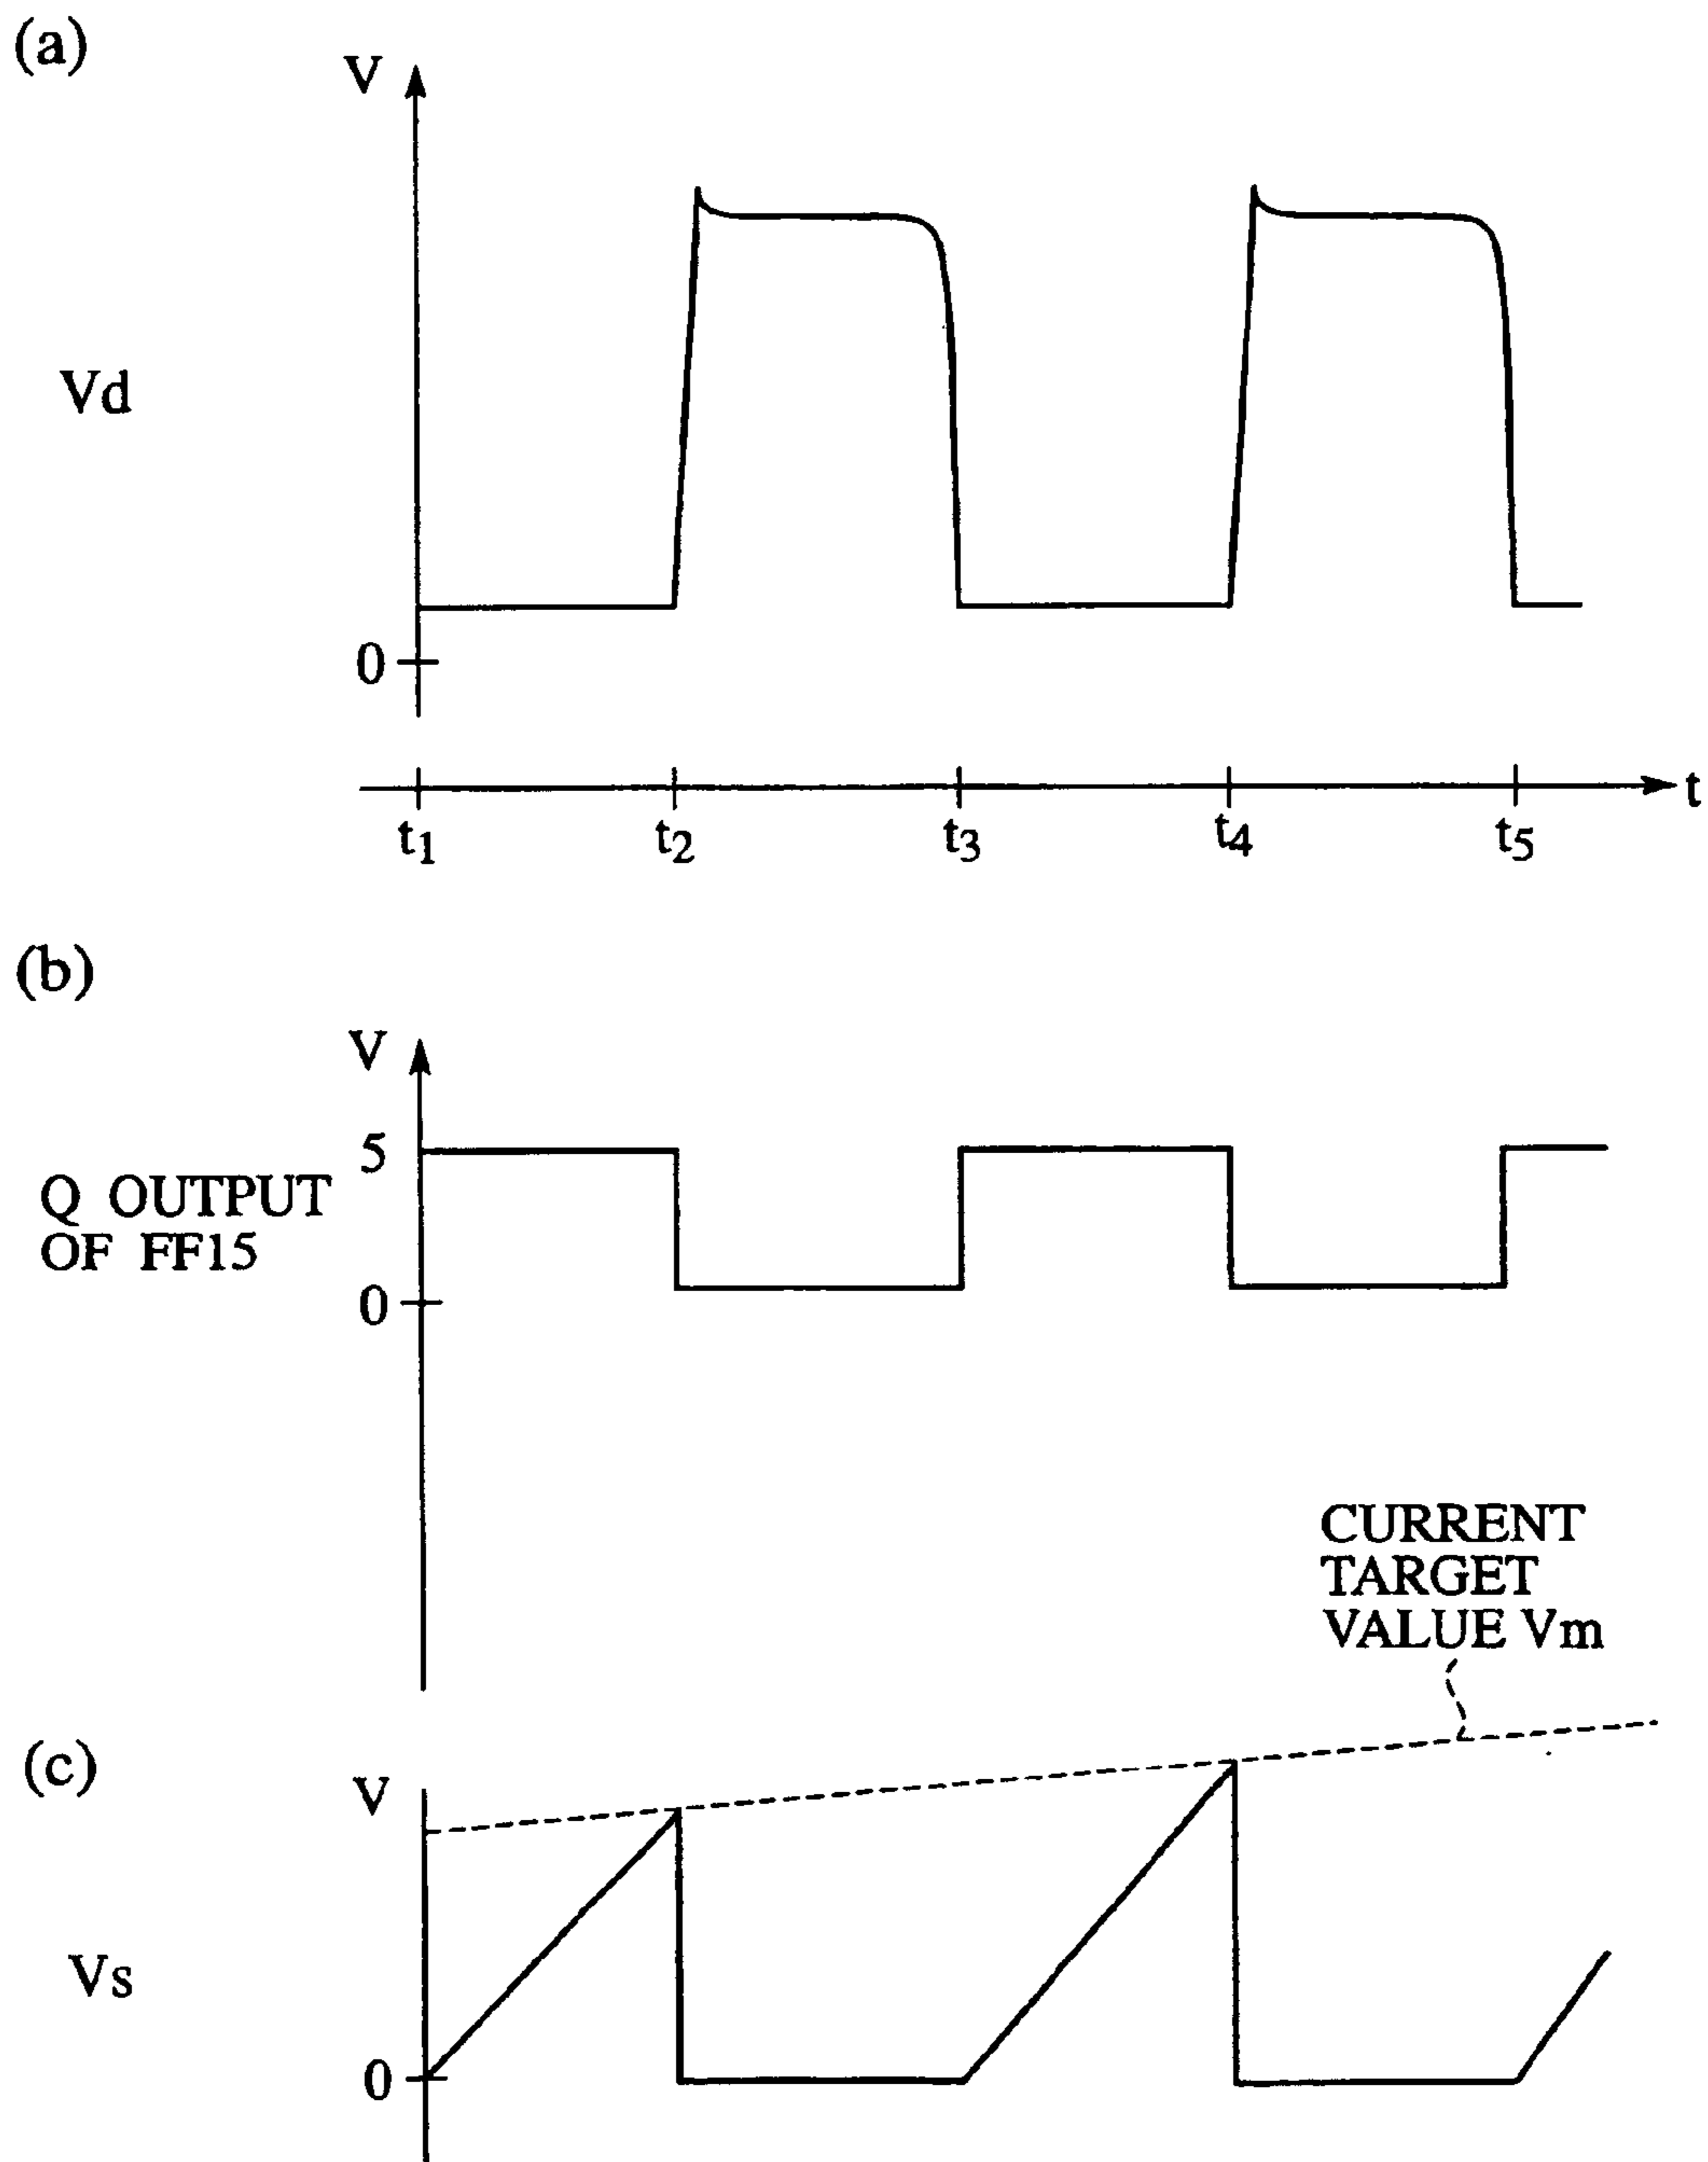 (a)
V
Vd
0
t
t1
t2
t3
t4
t5
(b)
V
5
Q OUTPUT
OF FF15
0
CURRENT
TARGET
VALUE Vm
(c)
V
Vs
0